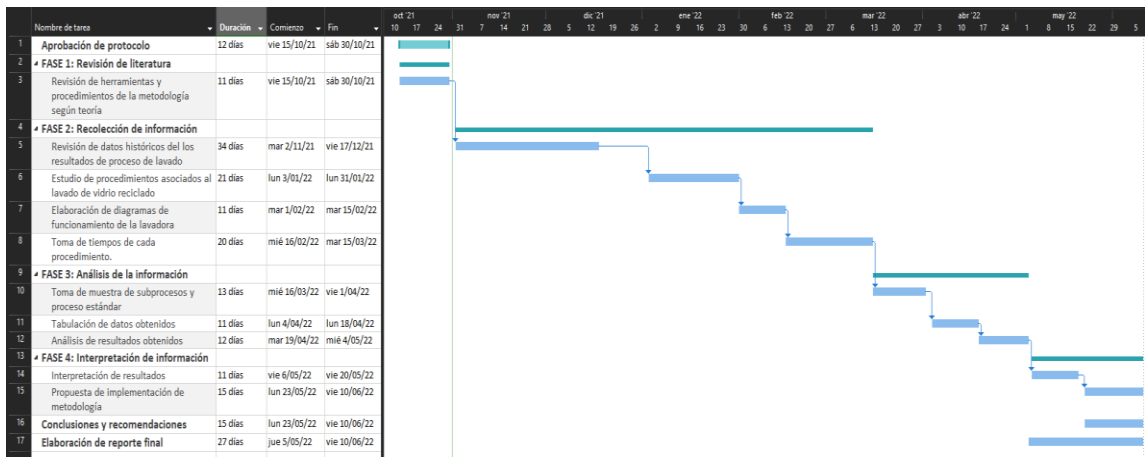 oct '21 nov '21 dic '21 ene '22 feb '22 mar '22 abr '22 may '22
Nombre de tarea Duración Comienzo Fin 10 17 24 31 7 14 21 28 5 12 19 26 2 9 16 23 30 6 13 20 27 6 13 20 27 3 10 17 24 1 8 15 22 29 5
1 Aprobación de protocolo 12 días vie 15/10/21 sáb 30/10/21
2 FASE 1: Revisión de literatura
3 Revisión de herramientas y 11 días vie 15/10/21 sáb 30/10/21
procedimientos de la metodología
según teoría
4 FASE 2: Recolección de información
5 Revisión de datos históricos del los 34 días mar 2/11/21 vie 17/12/21
resultados de proceso de lavado
6 Estudio de procedimientos asociados al 21 días lun 3/01/22 lun 31/01/22
lavado de vidrio reciclado
7 Elaboración de diagramas de 11 días mar 1/02/22 mar 15/02/22
funcionamiento de la lavadora
8 Toma de tiempos de cada 20 días mié 16/02/22 mar 15/03/22
procedimiento.
9 FASE 3: Análisis de la información
10 Toma de muestra de subprocesos y 13 días mié 16/03/22 vie 1/04/22
proceso estándar
11 Tabulación de datos obtenidos 11 días lun 4/04/22 lun 18/04/22
12 Análisis de resultados obtenidos 12 días mar 19/04/22 mié 4/05/22
13 FASE 4: Interpretación de información
14 Interpretación de resultados 11 días vie 6/05/22 vie 20/05/22
15 Propuesta de implementación de 15 días lun 23/05/22 vie 10/06/22
metodología
16 Conclusiones y recomendaciones 15 días lun 23/05/22 vie 10/06/22
17 Elaboración de reporte final 27 días jue 5/05/22 vie 10/06/22